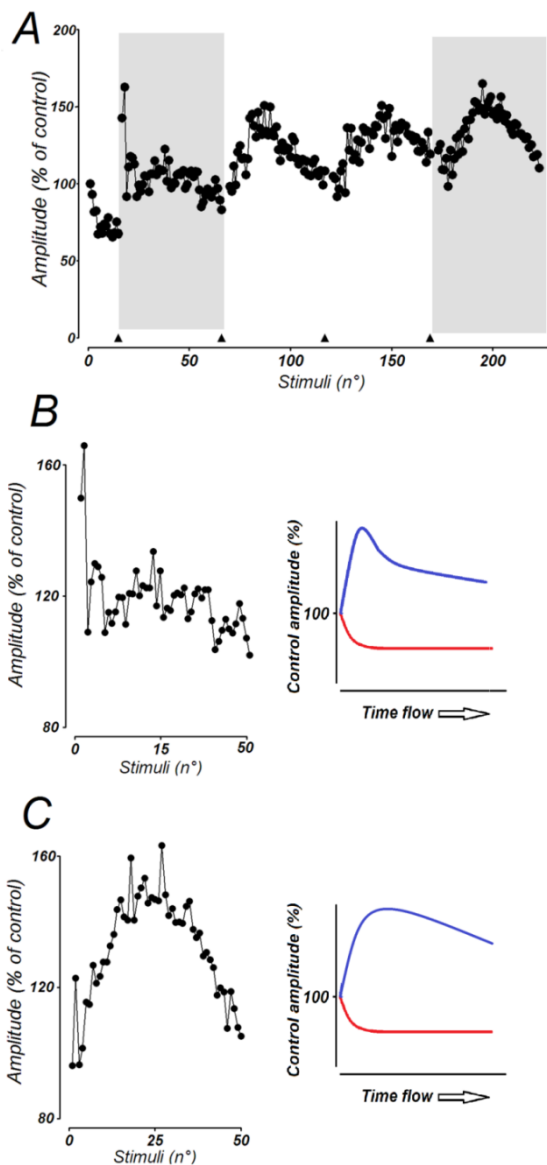 A
Amplitude (% of control)
200
150
100
50
0
0 50 100 150 200
Stimuli (n°)
B
Amplitude (% of control)
160
120
80
0 15 50
Stimuli (n°)
Control amplitude (%)
100
Time flow
C
Amplitude (% of control)
160
120
80
0 25 50
Stimuli (n°)
Control amplitude (%)
100
Time flow